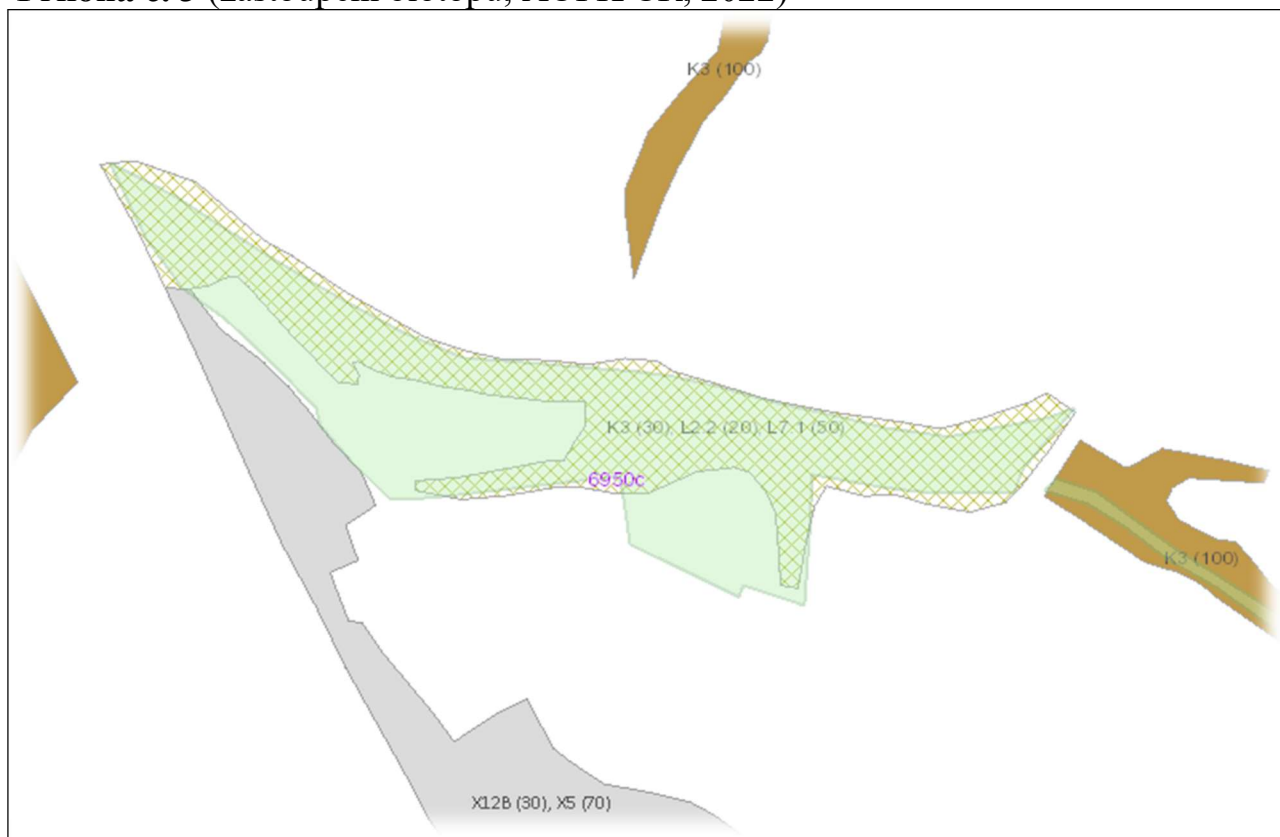 K3 (100)
K3 (30), L2.2 (20), L7.1 (50)
6950c
K3 (100)
X12B (30), X5 (70)